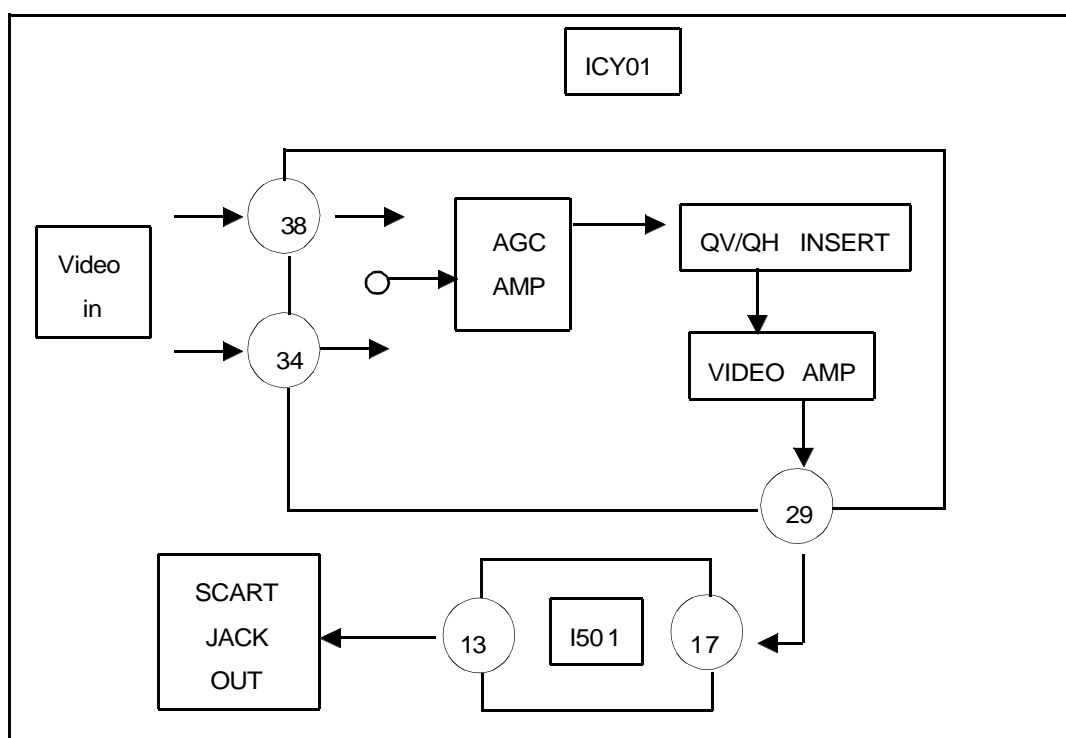 ICY01
38
Video
in
AGC
AMP
QV/QH INSERT
34
VIDEO AMP
29
SCART
JACK
OUT
13
I501
17